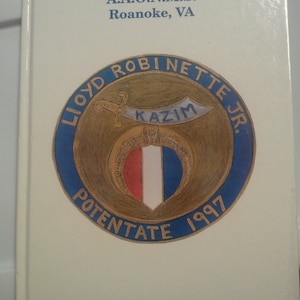 Roanoke, VA
LLOYD ROBINETTE JR.
KAZIM
POTENTATE 1997